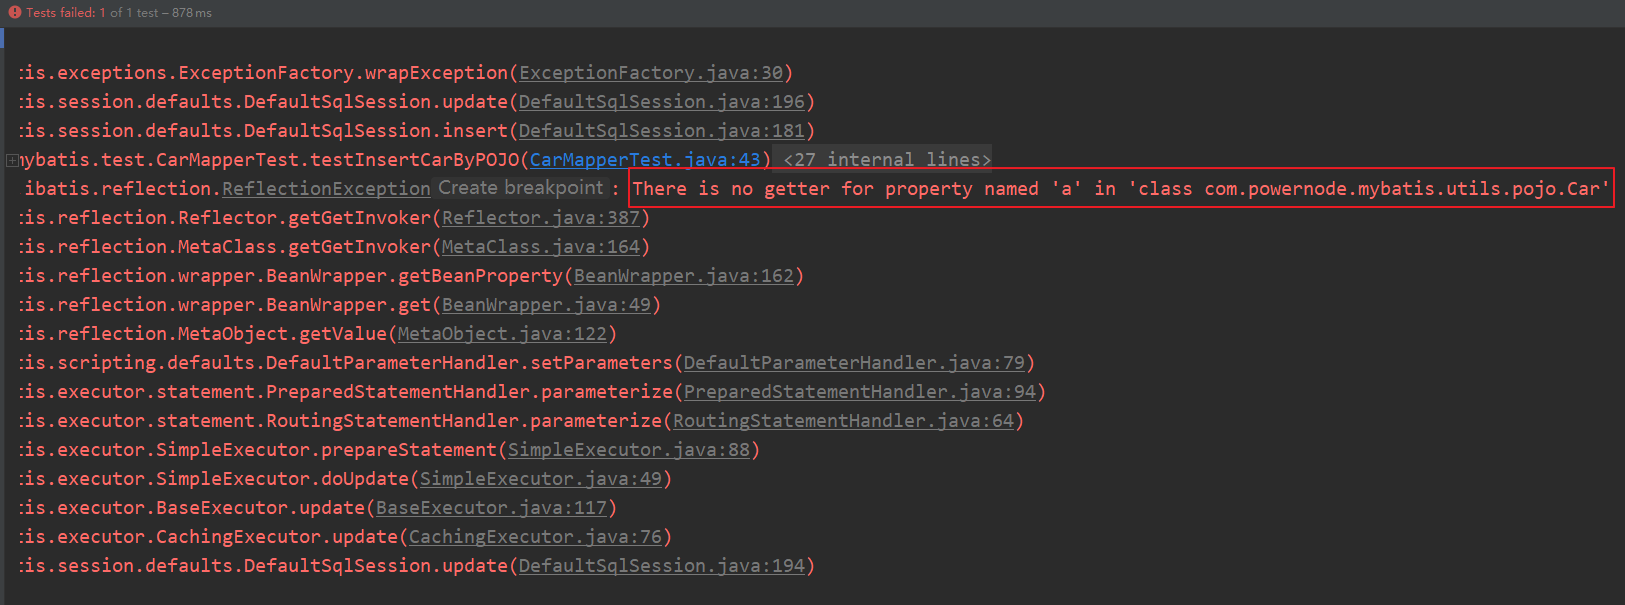 Tests failed: 1 of 1 test – 878 ms
:is.exceptions.ExceptionFactory.wrapException(ExceptionFactory.java:30)
:is.session.defaults.DefaultSqlSession.update(DefaultSqlSession.java:196)
:is.session.defaults.DefaultSqlSession.insert(DefaultSqlSession.java:181)
mybatis.test.CarMapperTest.testInsertCarByPOJO(CarMapperTest.java:43) <27 internal lines>
ibatis.reflection.ReflectionException Create breakpoint : There is no getter for property named 'a' in 'class com.powernode.mybatis.utils.pojo.Car'
:is.reflection.Reflector.getGetInvoker(Reflector.java:387)
:is.reflection.MetaClass.getGetInvoker(MetaClass.java:164)
:is.reflection.wrapper.BeanWrapper.getBeanProperty(BeanWrapper.java:162)
:is.reflection.wrapper.BeanWrapper.get(BeanWrapper.java:49)
:is.reflection.MetaObject.getValue(MetaObject.java:122)
:is.scripting.defaults.DefaultParameterHandler.setParameters(DefaultParameterHandler.java:79)
:is.executor.statement.PreparedStatementHandler.parameterize(PreparedStatementHandler.java:94)
:is.executor.statement.RoutingStatementHandler.parameterize(RoutingStatementHandler.java:64)
:is.executor.SimpleExecutor.prepareStatement(SimpleExecutor.java:88)
:is.executor.SimpleExecutor.doUpdate(SimpleExecutor.java:49)
:is.executor.BaseExecutor.update(BaseExecutor.java:117)
:is.executor.CachingExecutor.update(CachingExecutor.java:76)
:is.session.defaults.DefaultSqlSession.update(DefaultSqlSession.java:194)